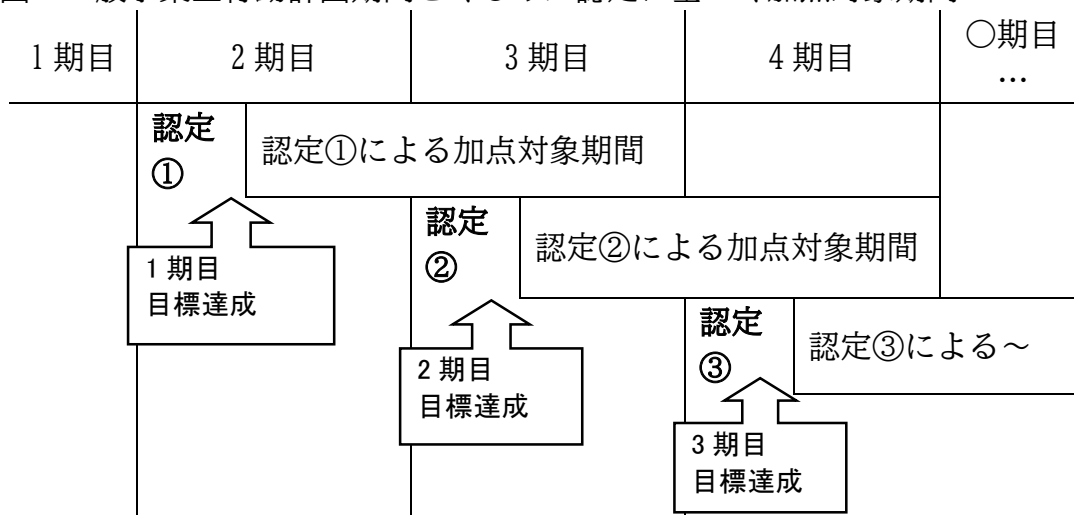 1期目
2期目
3期目
4期目
○期目
…
認定
①
認定①による加点対象期間
1期目
目標達成
認定
②
認定②による加点対象期間
2期目
目標達成
認定
③
認定③による～
3期目
目標達成